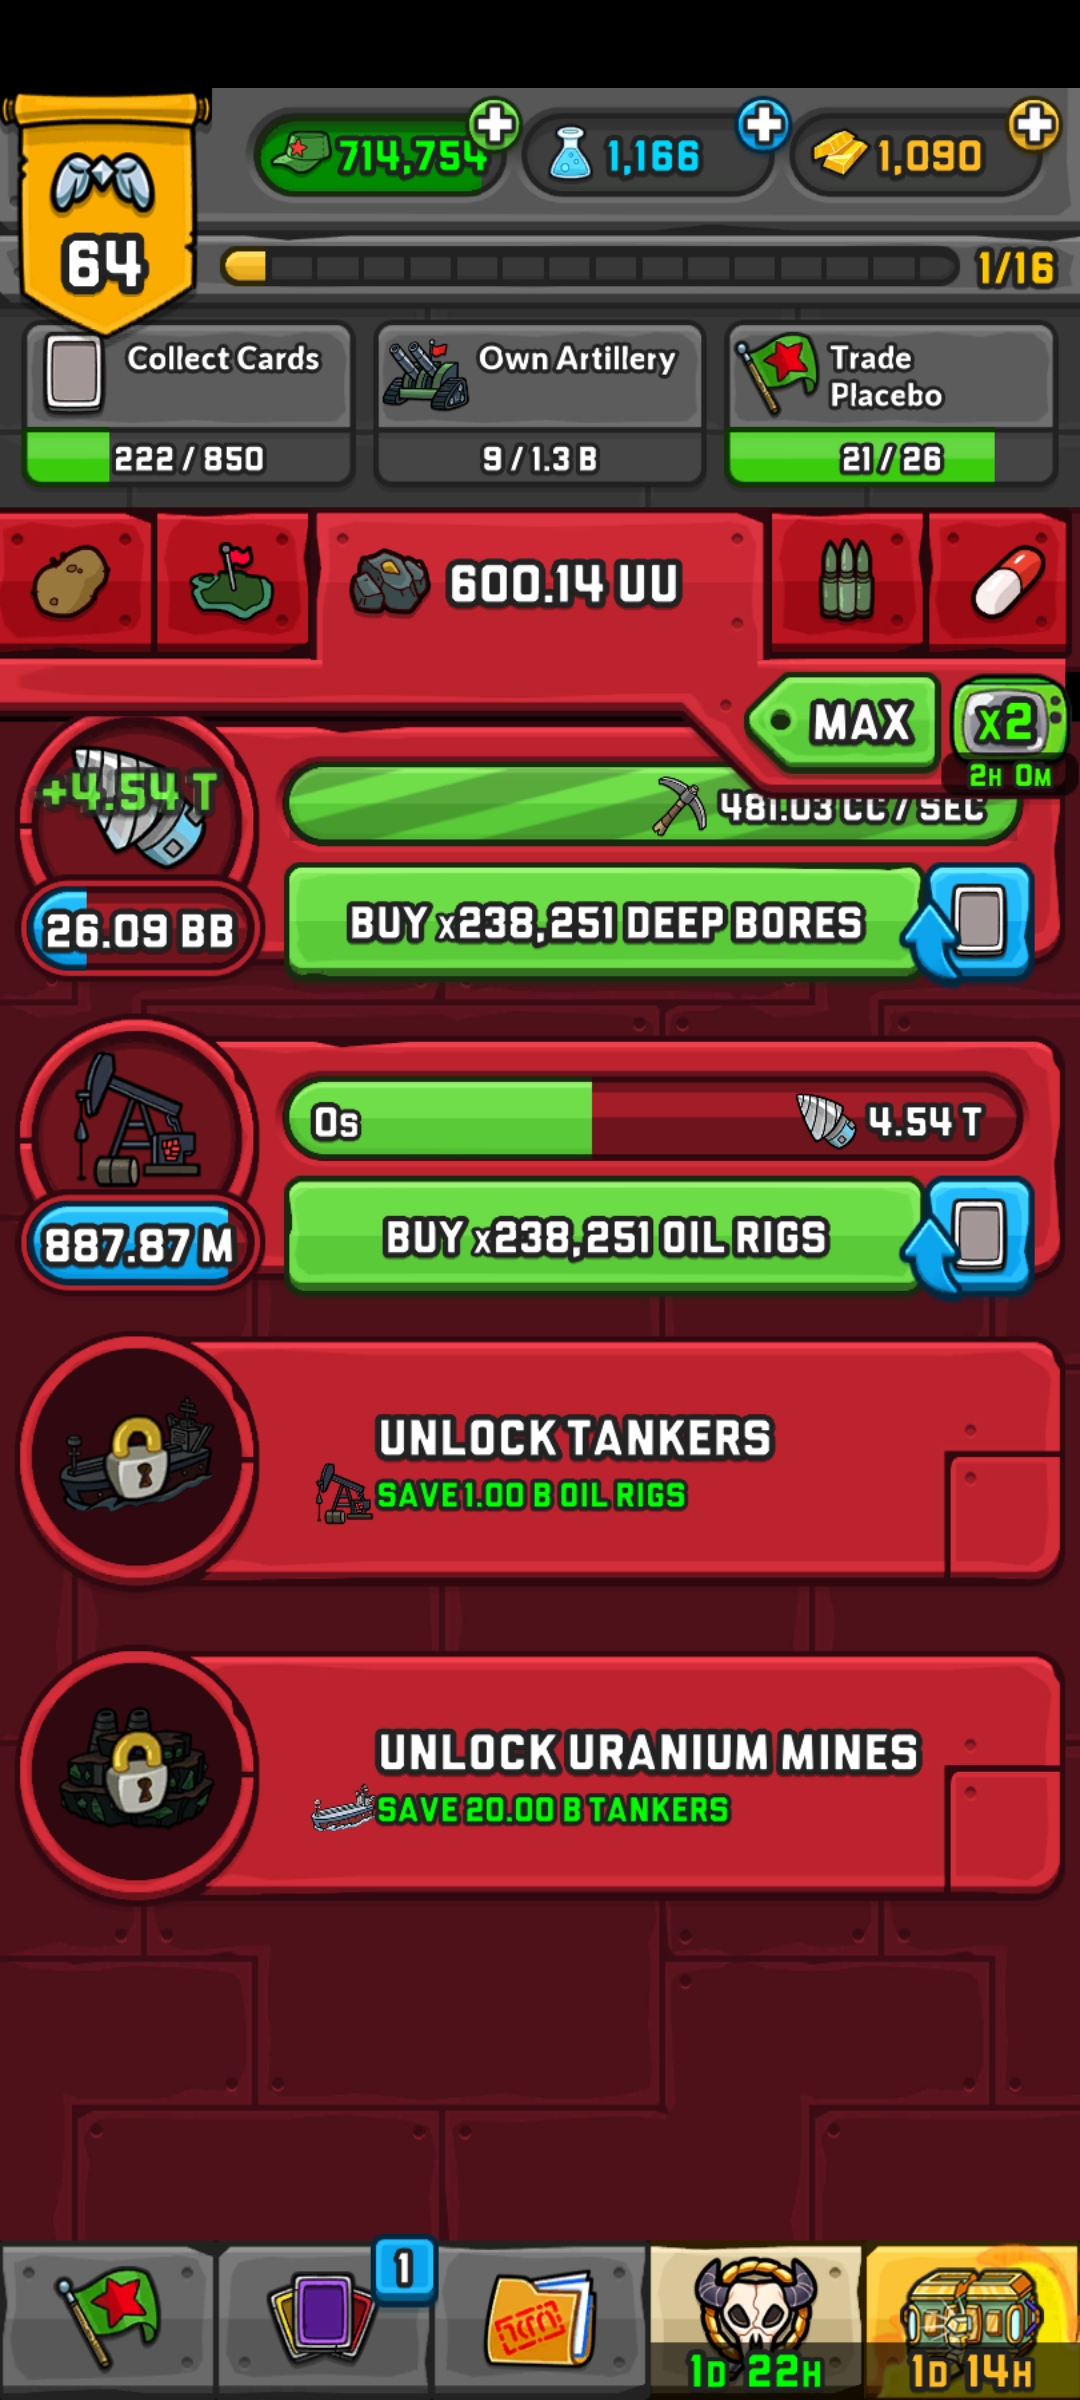 714,754
1,166
1,090
64
1/16
Collect Cards
222 / 850
Own Artillery
9 / 1.3 B
Trade
Placebo
21 / 26
600.14 UU
MAX
x2
2H 0M
+4.54 T
481.03 CC / SEC
26.09 BB
BUY x238,251 DEEP BORES
0s
4.54 T
887.87 M
BUY x238,251 OIL RIGS
UNLOCK TANKERS
SAVE 1.00 B OIL RIGS
UNLOCK URANIUM MINES
SAVE 20.00 B TANKERS
1
1D 22H
1D 14H